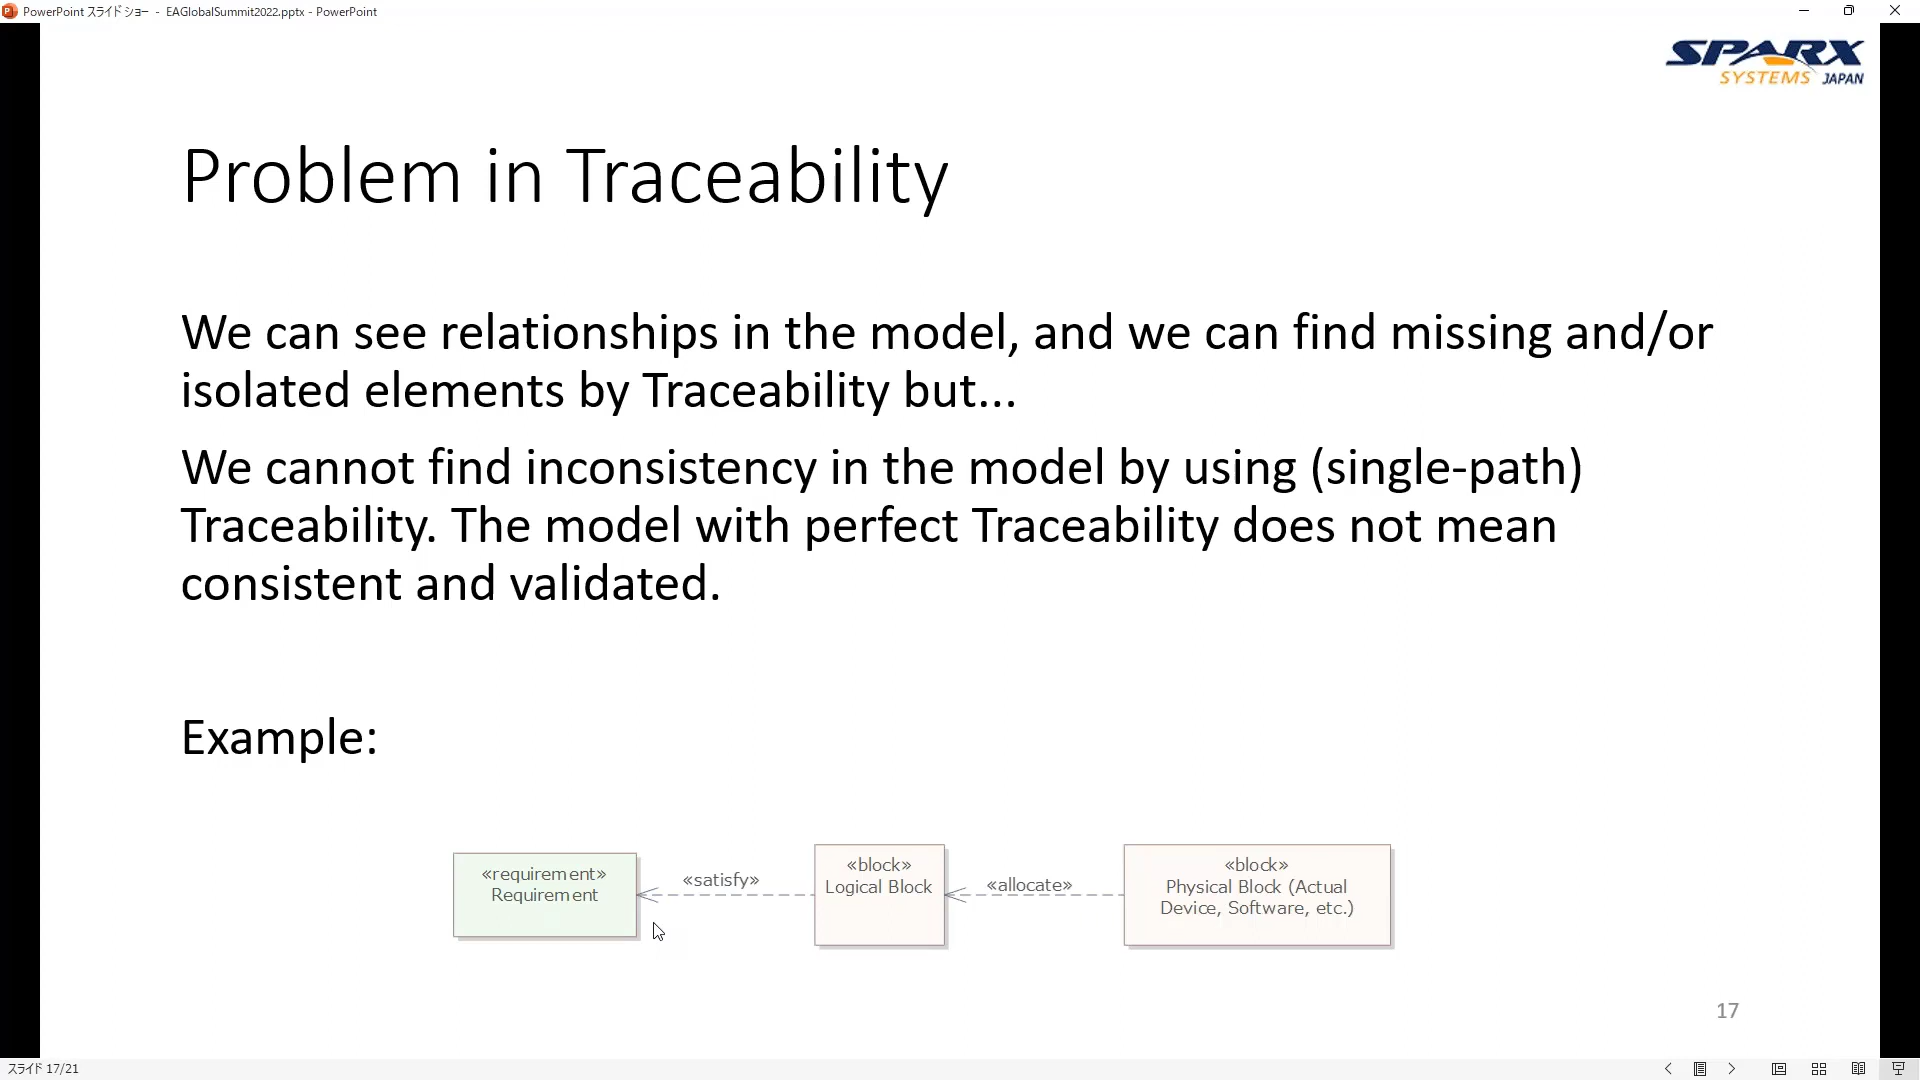 PowerPoint スライド ショー - EAGlobalSummit2022.pptx - PowerPoint
SPARX
SYSTEMS JAPAN
Problem in Traceability
We can see relationships in the model, and we can find missing and/or
isolated elements by Traceability but...
We cannot find inconsistency in the model by using (single-path)
Traceability. The model with perfect Traceability does not mean
consistent and validated.
Example:
«requirement»
Requirement
«satisfy»
«block»
Logical Block
«allocate»
«block»
Physical Block (Actual
Device, Software, etc.)
17
スライド 17/21